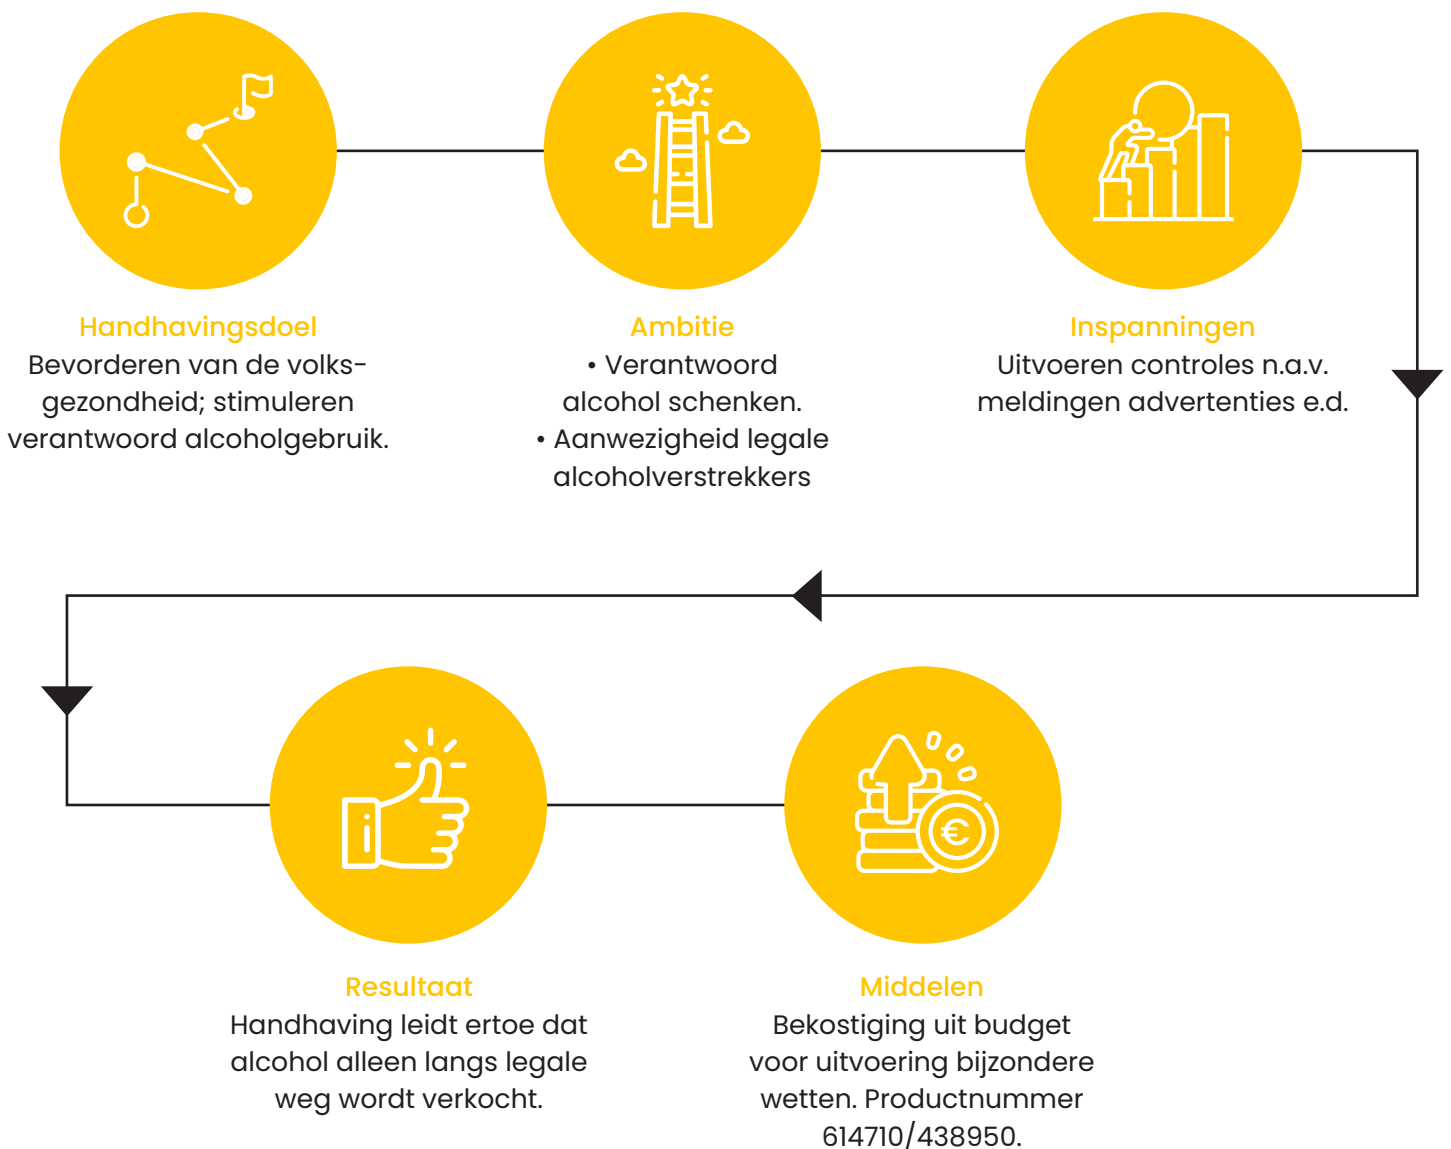 Handhavingsdoel
Bevorderen van de volks-
gezondheid; stimuleren
verantwoord alcoholgebruik.
Ambitie
• Verantwoord
alcohol schenken.
• Aanwezigheid legale
alcoholverstrekkers
Inspanningen
Uitvoeren controles n.a.v.
meldingen advertenties e.d.
Resultaat
Handhaving leidt ertoe dat
alcohol alleen langs legale
weg wordt verkocht.
Middelen
Bekostiging uit budget
voor uitvoering bijzondere
wetten. Productnummer
614710/438950.